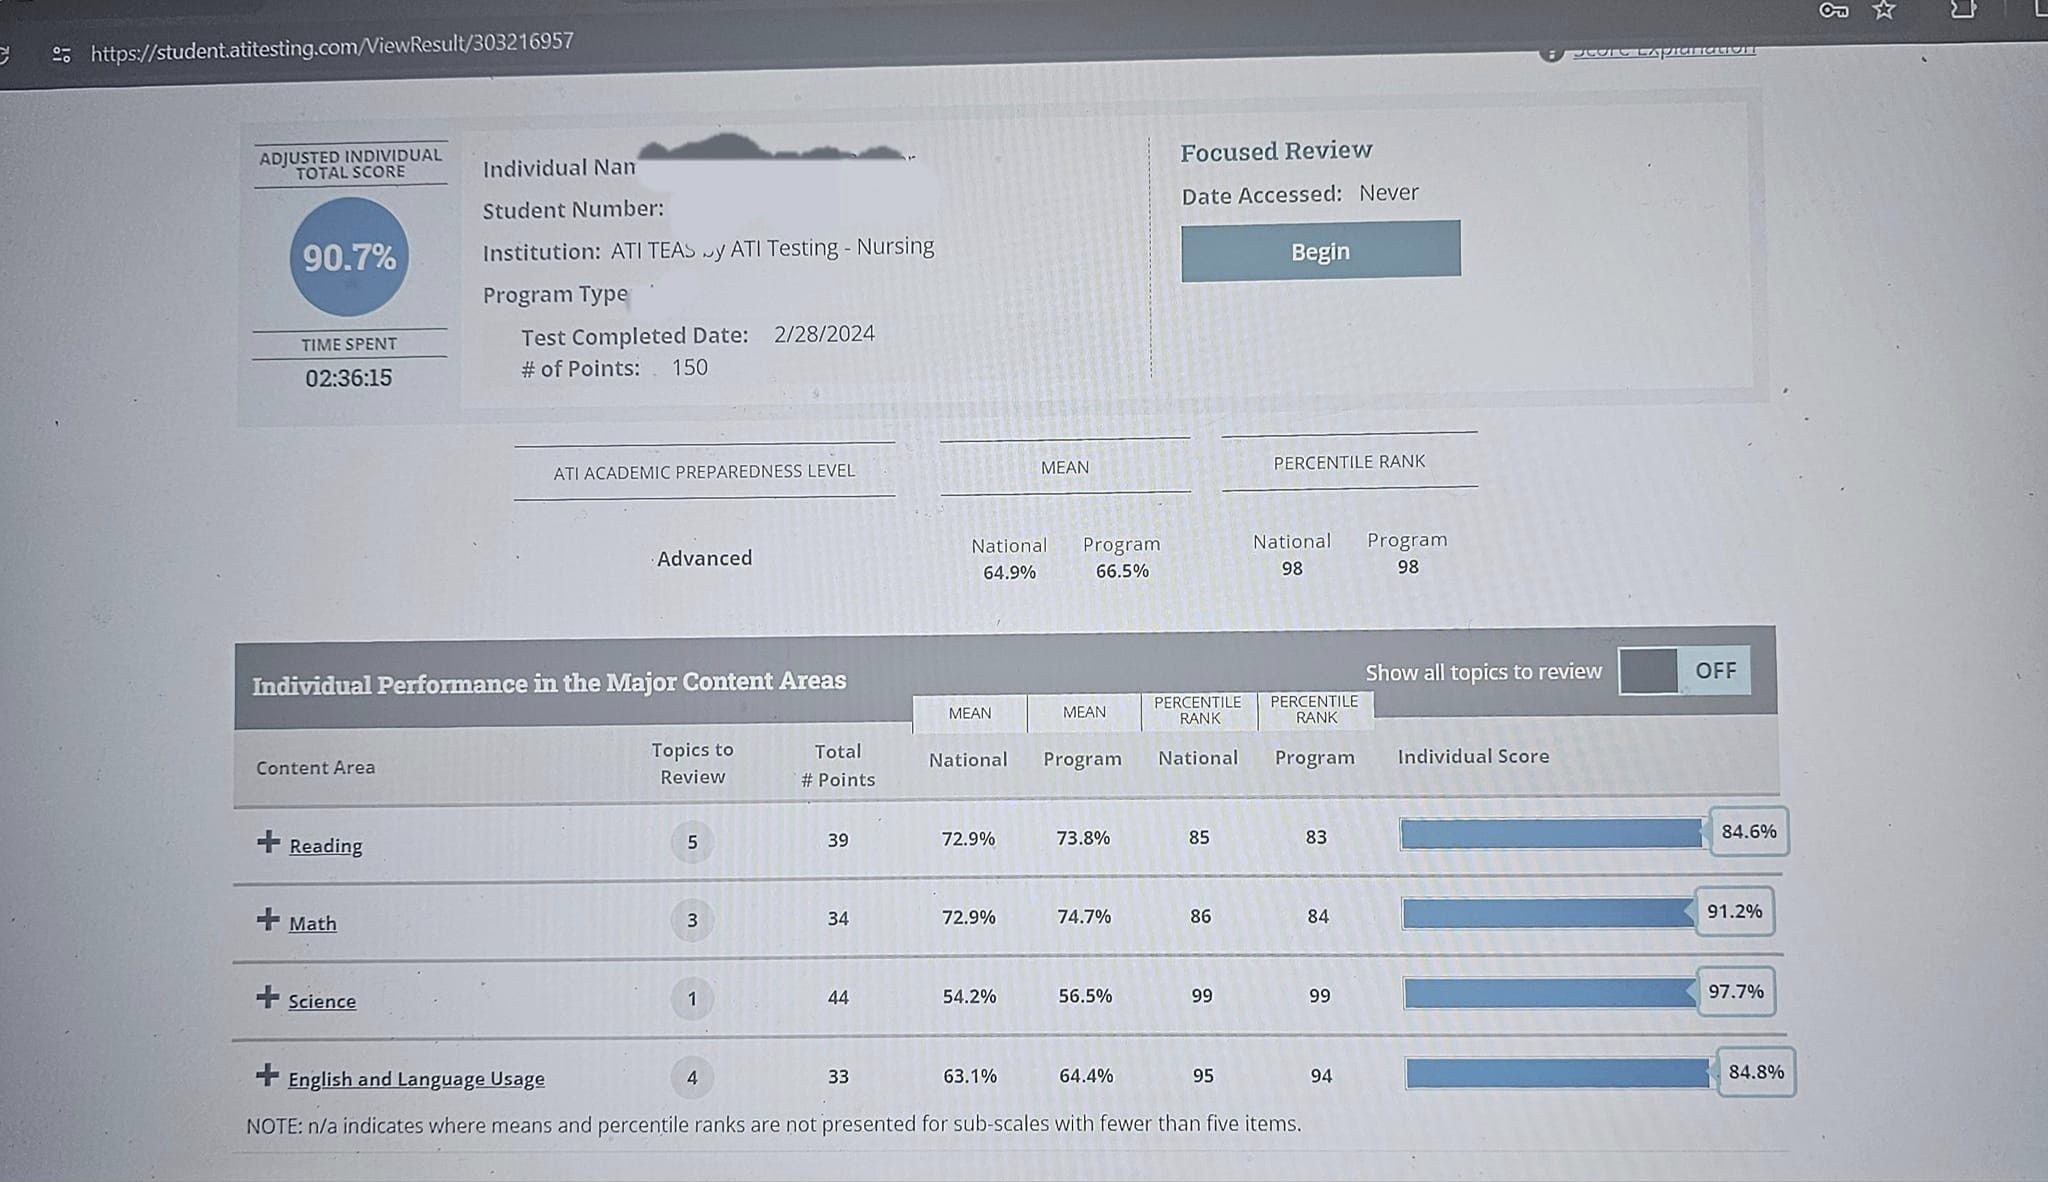 https://student.atitesting.com/ViewResult/303216957
Score Explanation
ADJUSTED INDIVIDUAL
TOTAL SCORE
90.7%
TIME SPENT
02:36:15
Individual Nam
Student Number:
Institution: ATI TEAS by ATI Testing - Nursing
Program Type
Test Completed Date: 2/28/2024
# of Points: 150
Focused Review
Date Accessed: Never
Begin
ATI ACADEMIC PREPAREDNESS LEVEL MEAN PERCENTILE RANK
National Program National Program
Advanced 64.9% 66.5% 98 98
Individual Performance in the Major Content Areas Show all topics to review OFF
MEAN MEAN PERCENTILE RANK PERCENTILE RANK
Content Area Topics to Review Total # Points National Program National Program Individual Score
Reading 5 39 72.9% 73.8% 85 83 84.6%
Math 3 34 72.9% 74.7% 86 84 91.2%
Science 1 44 54.2% 56.5% 99 99 97.7%
English and Language Usage 4 33 63.1% 64.4% 95 94 84.8%
NOTE: n/a indicates where means and percentile ranks are not presented for sub-scales with fewer than five items.